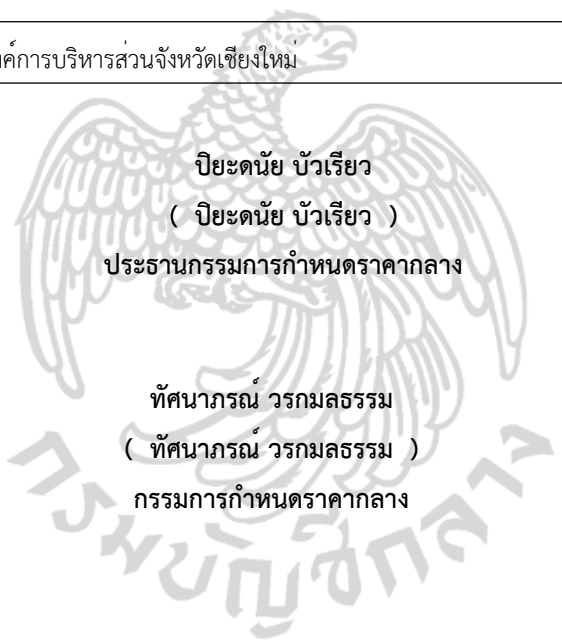 งค์การบริหารส่วนจังหวัดเชียงใหม่
ปิยะดนัย บัวเรียว
( ปิยะดนัย บัวเรียว )
ประธานกรรมการกำหนดราคากลาง
ทัศนาภรณ์ วรกมลธรรม
( ทัศนาภรณ์ วรกมลธรรม )
กรรมการกำหนดราคากลาง
กรมบัญชีกลาง